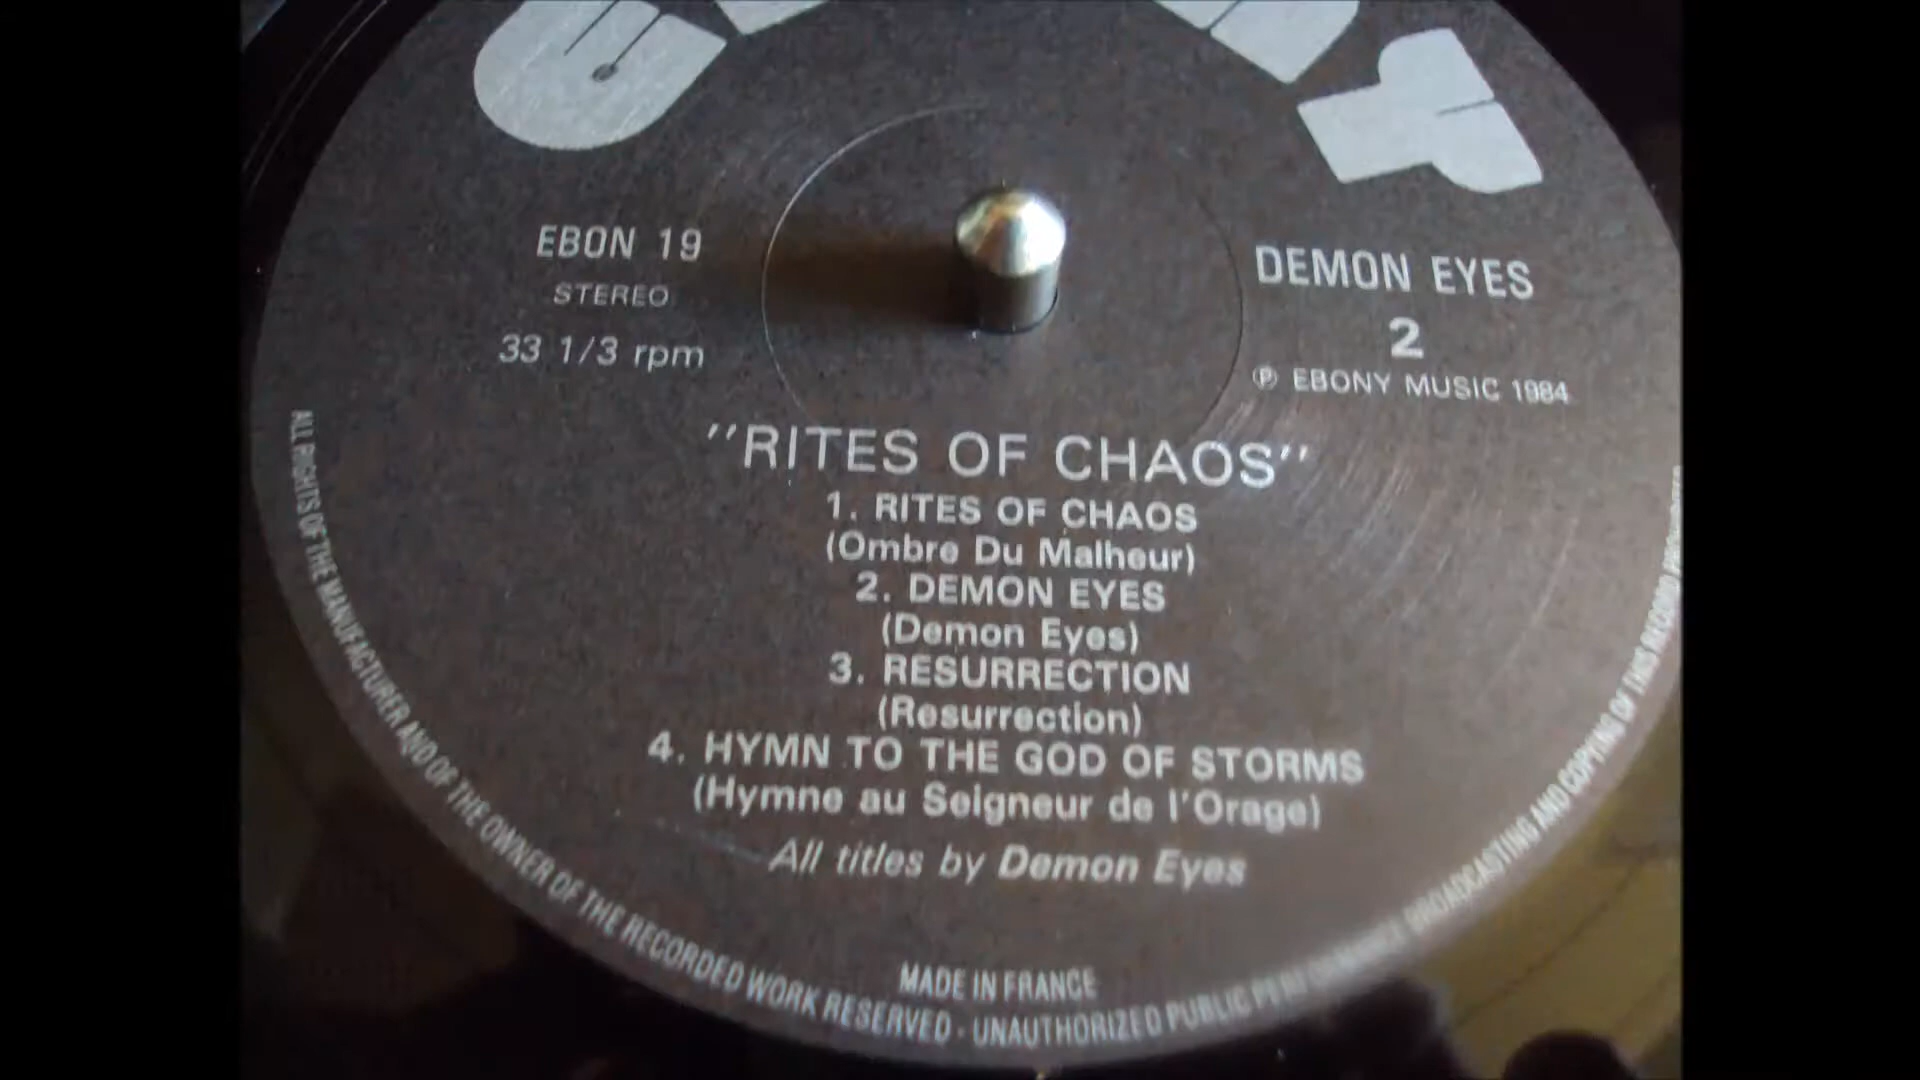 EBON 19
STEREO
33 1/3 rpm
DEMON EYES
2
℗ EBONY MUSIC 1984
"RITES OF CHAOS"
1. RITES OF CHAOS
(Ombre Du Malheur)
2. DEMON EYES
(Demon Eyes)
3. RESURRECTION
(Resurrection)
4. HYMN TO THE GOD OF STORMS
(Hymne au Seigneur de l'Orage)
All titles by Demon Eyes
MADE IN FRANCE
ALL RIGHTS OF THE MANUFACTURER AND OF THE OWNER OF THE RECORDED WORK RESERVED - UNAUTHORIZED PUBLIC PERFORMANCE BROADCASTING AND COPYING OF THIS RECORD